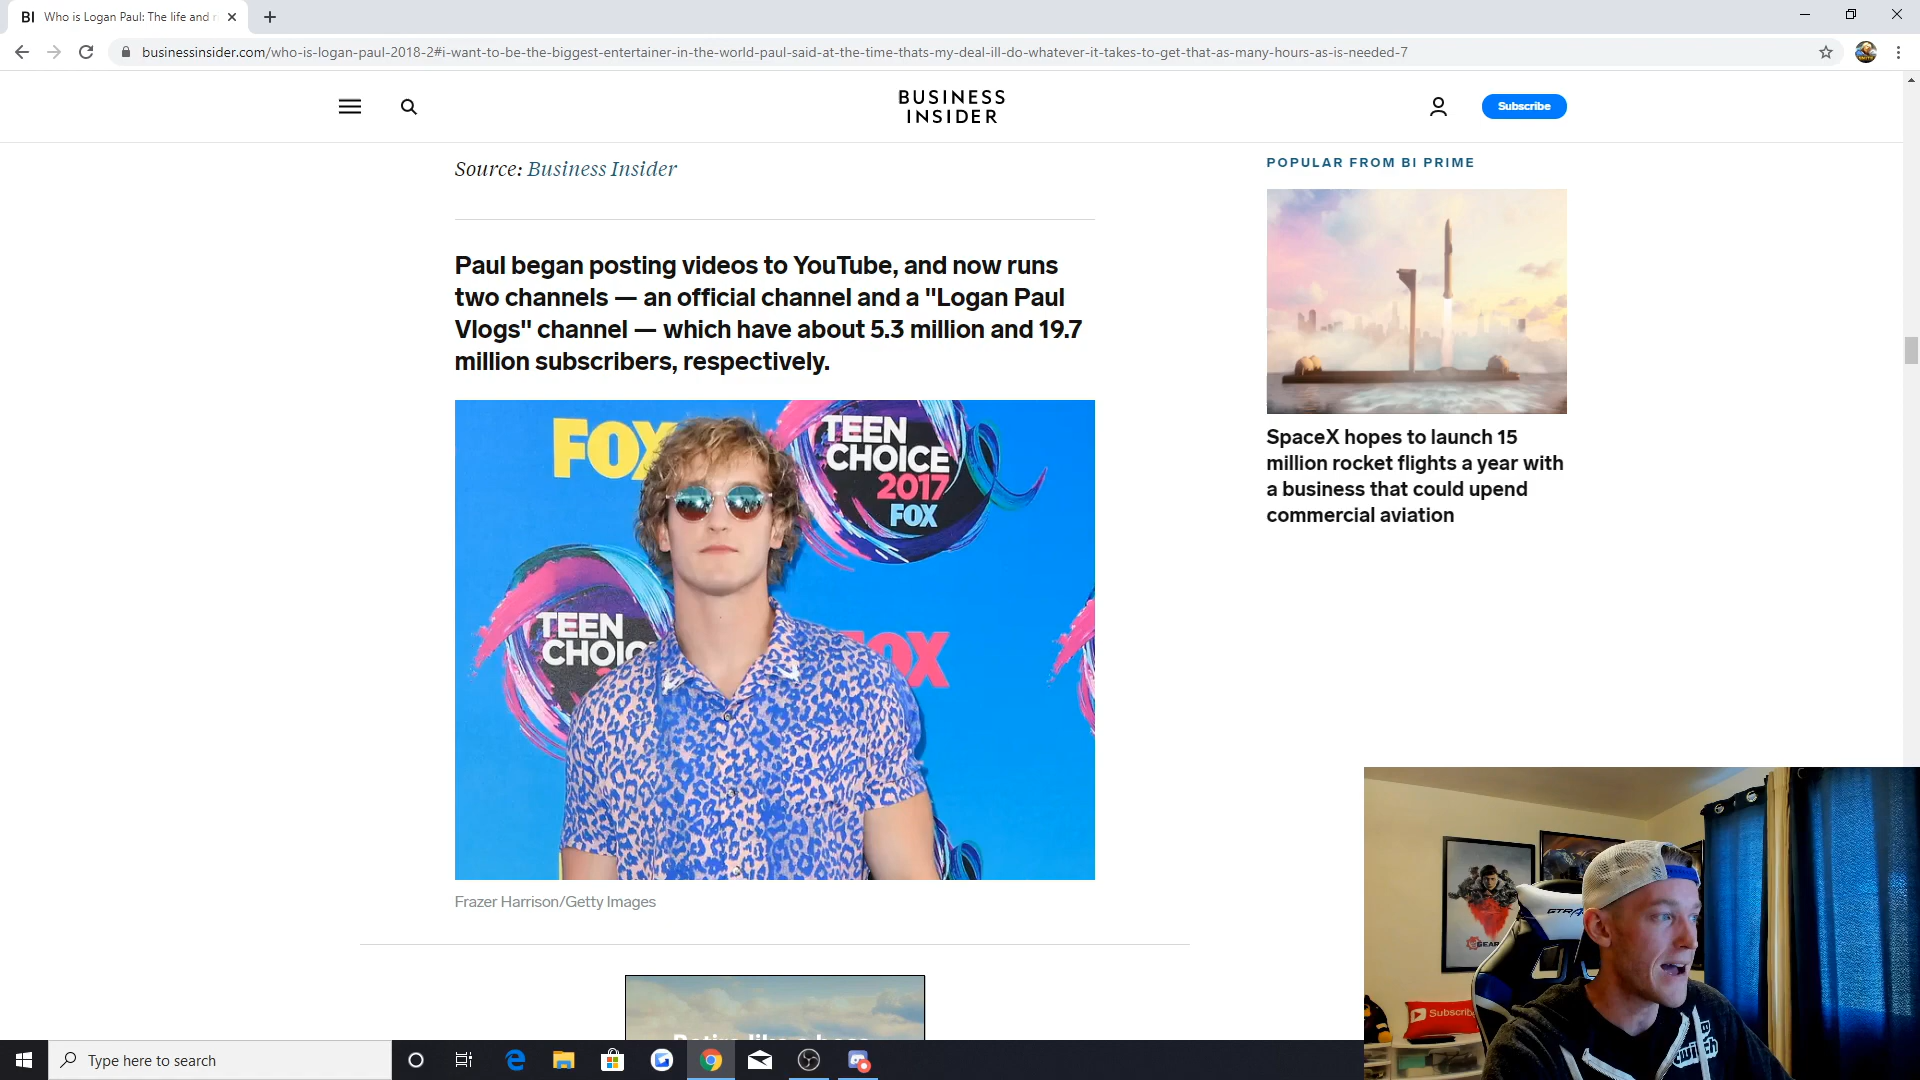 BI Who is Logan Paul: The life and r
businessinsider.com/who-is-logan-paul-2018-2#i-want-to-be-the-biggest-entertainer-in-the-world-paul-said-at-the-time-thats-my-deal-ill-do-whatever-it-takes-to-get-that-as-many-hours-as-is-needed-7
BUSINESS
INSIDER
Subscribe
Source: Business Insider
Paul began posting videos to YouTube, and now runs
two channels — an official channel and a "Logan Paul
Vlogs" channel — which have about 5.3 million and 19.7
million subscribers, respectively.
FOX
TEEN
CHOICE
2017
FOX
TEEN
CHOIC
OX
Frazer Harrison/Getty Images
POPULAR FROM BI PRIME
SpaceX hopes to launch 15
million rocket flights a year with
a business that could upend
commercial aviation
GEAR
Subscrib
twitch
Type here to search